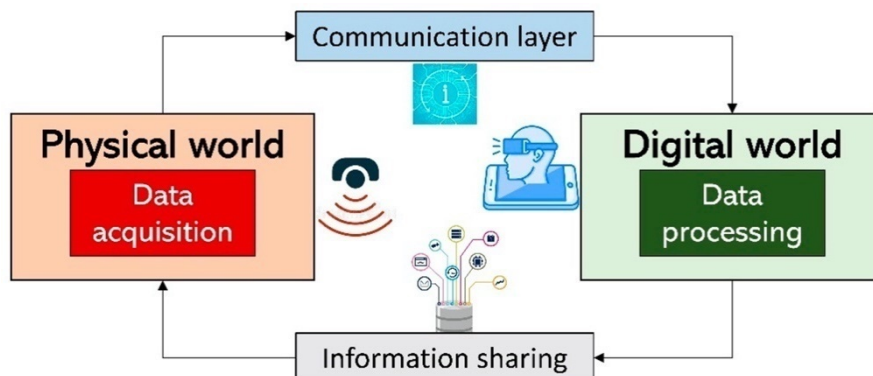 Communication layer
i
Physical world
Data
acquisition
Digital world
Data
processing
Information sharing